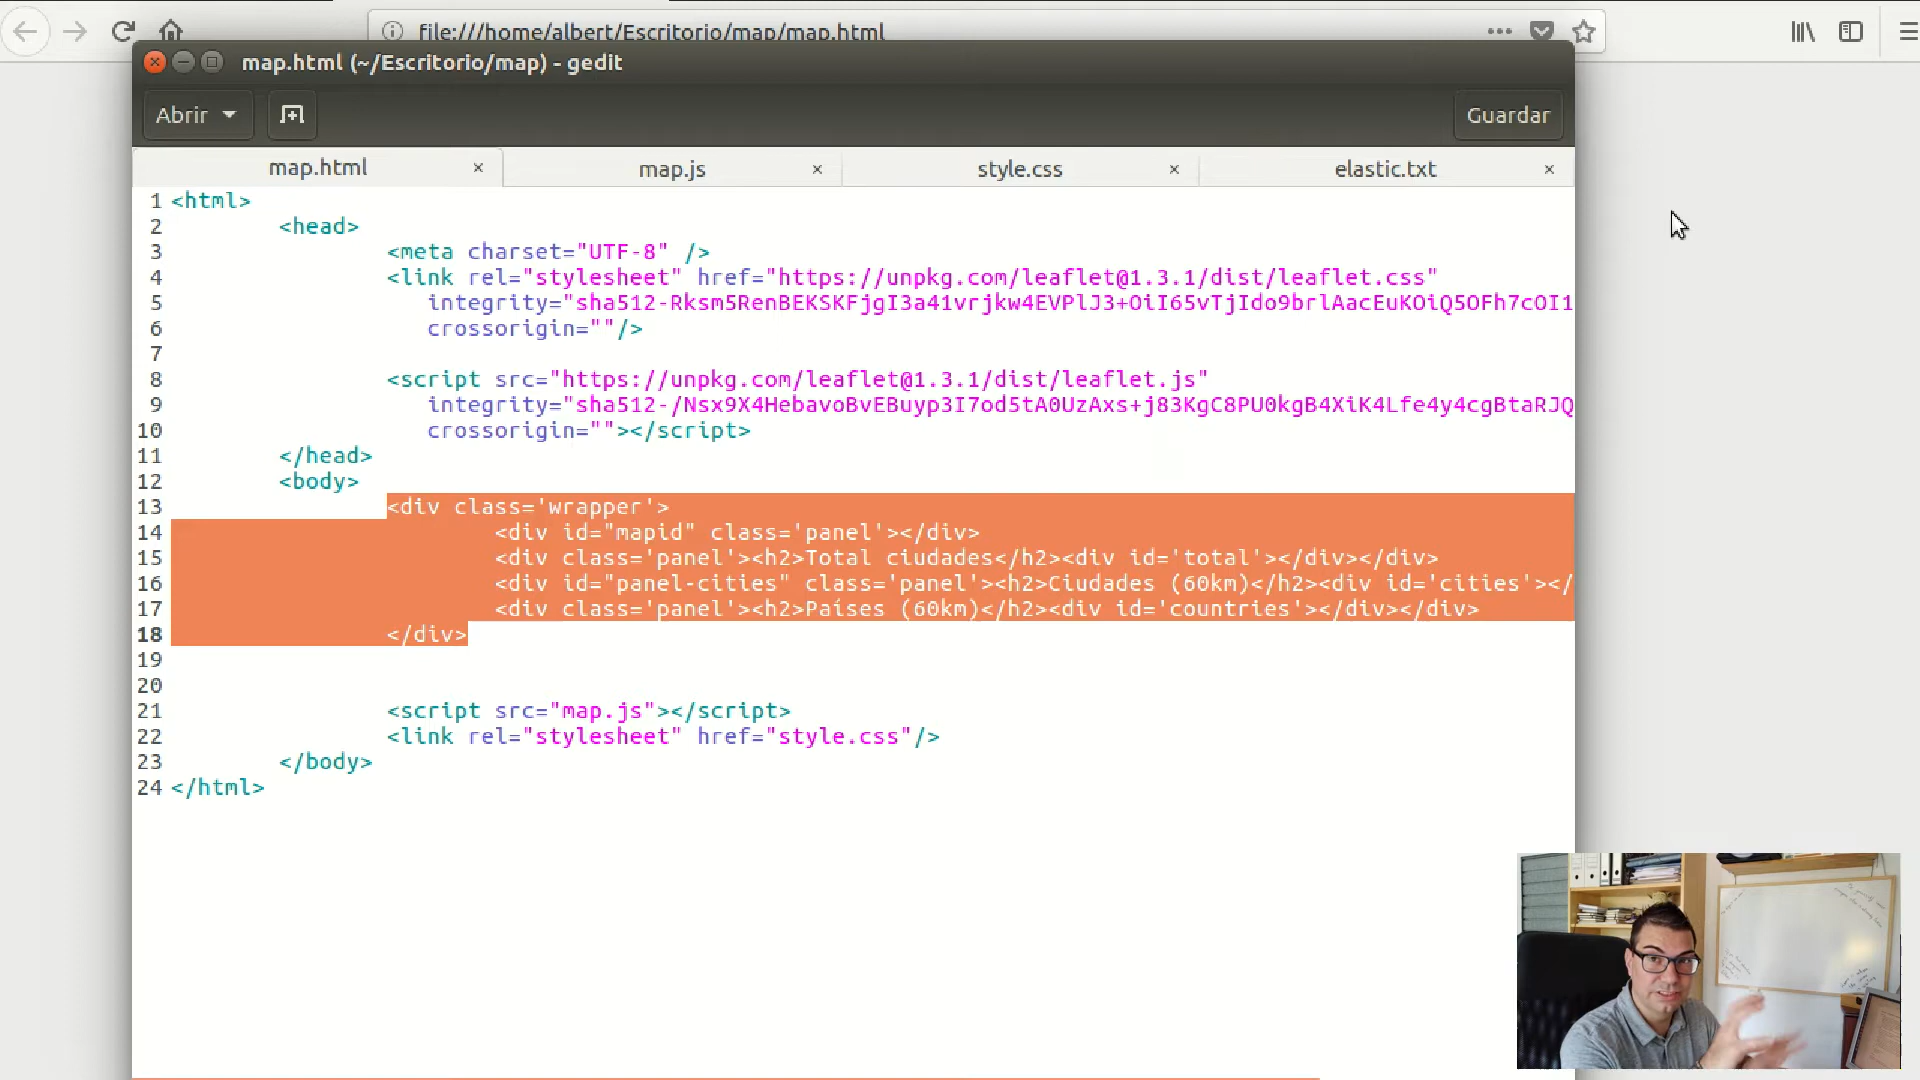 file:///home/albert/Escritorio/map/map.html
map.html (~/Escritorio/map) - gedit
Abrir
Guardar
map.html
map.js
style.css
elastic.txt
1 <html>
2 <head>
3 <meta charset="UTF-8" />
4 <link rel="stylesheet" href="https://unpkg.com/leaflet@1.3.1/dist/leaflet.css"
5 integrity="sha512-Rksm5RenBEKSKFjgI3a41vrjkw4EVPlJ3+OiI65vTjIdo9brlAacEuKOiQ5OFh7cOI1
6 crossorigin=""/>
7
8 <script src="https://unpkg.com/leaflet@1.3.1/dist/leaflet.js"
9 integrity="sha512-/Nsx9X4HebavoBvEBuyp3I7od5tA0UzAxs+j83KgC8PU0kgB4XiK4Lfe4y4cgBtaRJQ
10 crossorigin=""></script>
11 </head>
12 <body>
13 <div class='wrapper'>
14 <div id="mapid" class='panel'></div>
15 <div class='panel'><h2>Total ciudades</h2><div id='total'></div></div>
16 <div id="panel-cities" class='panel'><h2>Ciudades (60km)</h2><div id='cities'></
17 <div class='panel'><h2>Países (60km)</h2><div id='countries'></div></div>
18 </div>
19
20
21 <script src="map.js"></script>
22 <link rel="stylesheet" href="style.css"/>
23 </body>
24 </html>